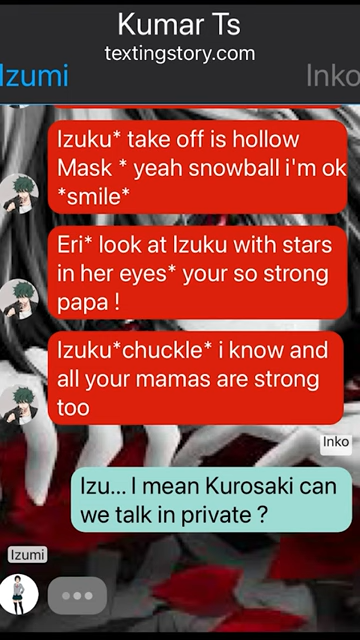 Kumar Ts
textingstory.com
Izumi
Inko
Izuku* take off is hollow
Mask * yeah snowball i'm ok
*smile*
Eri* look at Izuku with stars
in her eyes* your so strong
papa !
Izuku*chuckle* i know and
all your mamas are strong
too
Inko
Izu... I mean Kurosaki can
we talk in private ?
Izumi